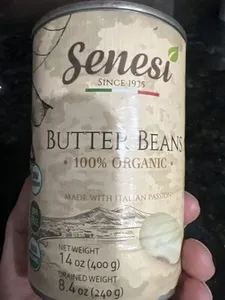 Senesi
SINCE 1935
BUTTER BEANS
• 100% ORGANIC •
MADE WITH ITALIAN PASSION
NET WEIGHT
14 oz (400 g)
DRAINED WEIGHT
8.4 oz (240 g)